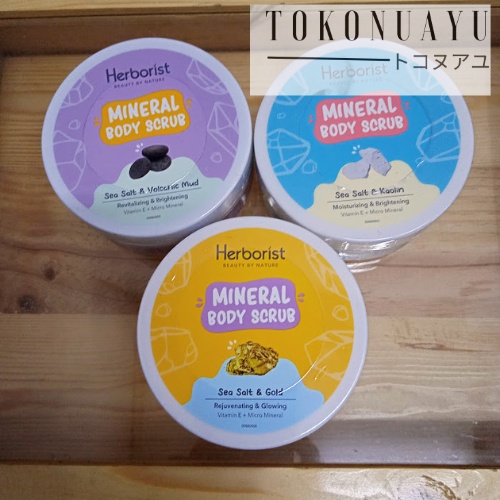 TOKONUAYU
トコヌアユ
Herborist
BEAUTY BY NATURE
MINERAL
BODY SCRUB
Sea Salt & Volcanic Mud
Revitalizing & Brightening
Vitamin E + Micro Mineral
Herborist
MINERAL
BODY SCRUB
Sea Salt & Kaolin
Moisturizing & Brightening
Vitamin E + Micro Mineral
Herborist
BEAUTY BY NATURE
MINERAL
BODY SCRUB
Sea Salt & Gold
Rejuvenating & Glowing
Vitamin E + Micro Mineral